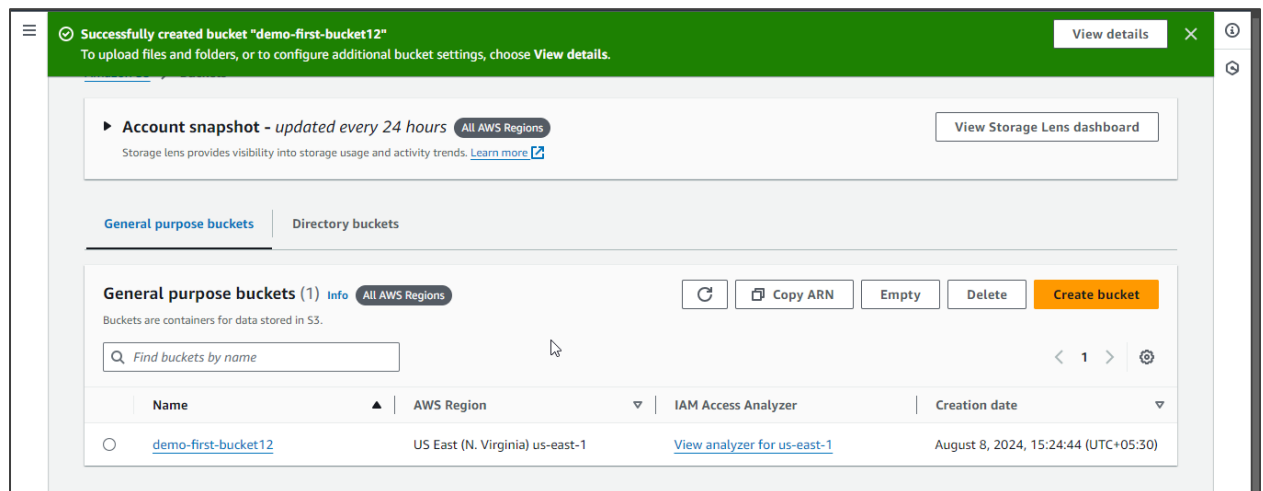 Successfully created bucket "demo-first-bucket12"
View details
To upload files and folders, or to configure additional bucket settings, choose View details.
Account snapshot - updated every 24 hours All AWS Regions
View Storage Lens dashboard
Storage lens provides visibility into storage usage and activity trends. Learn more
General purpose buckets Directory buckets
General purpose buckets (1) Info All AWS Regions
Copy ARN Empty Delete Create bucket
Buckets are containers for data stored in S3.
Find buckets by name
1
Name AWS Region IAM Access Analyzer Creation date
demo-first-bucket12 US East (N. Virginia) us-east-1 View analyzer for us-east-1 August 8, 2024, 15:24:44 (UTC+05:30)